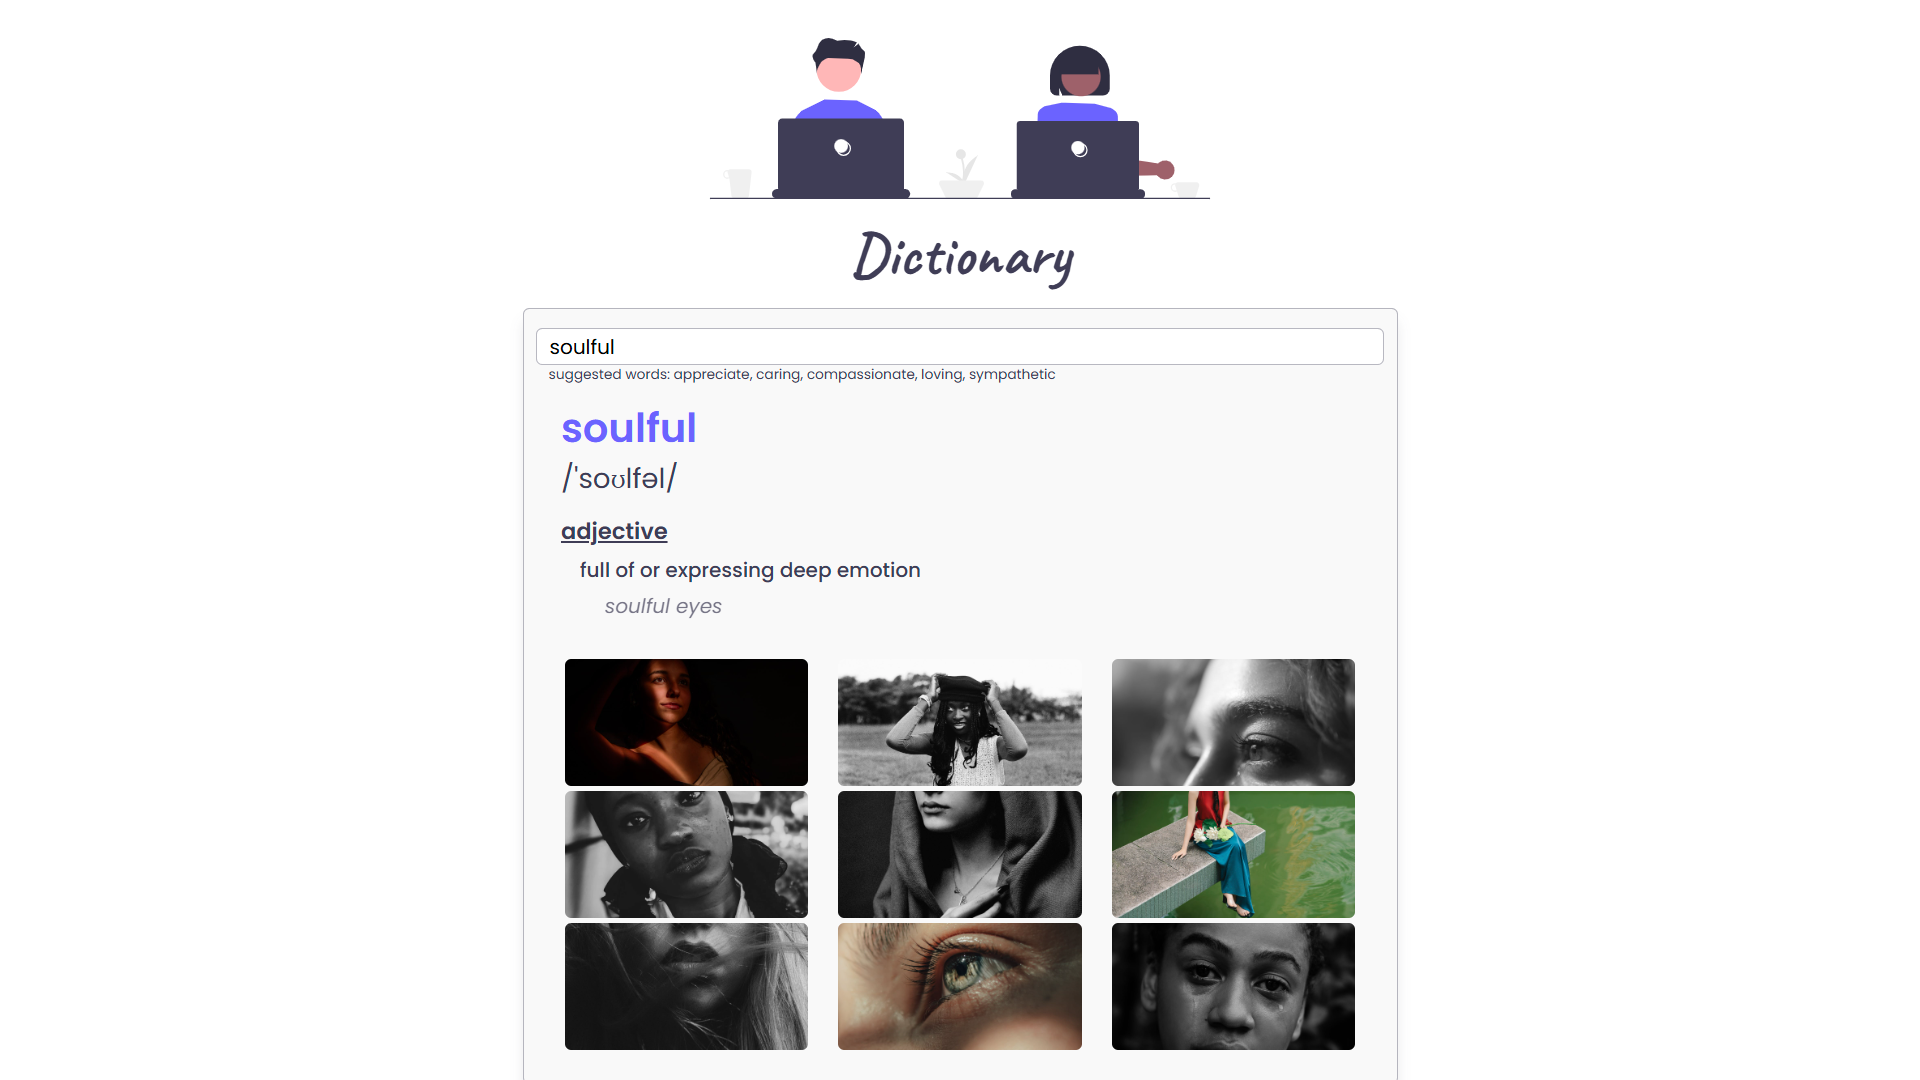 Dictionary
soulful
suggested words: appreciate, caring, compassionate, loving, sympathetic
soulful
/ˈsoʊlfəl/
adjective
full of or expressing deep emotion
soulful eyes